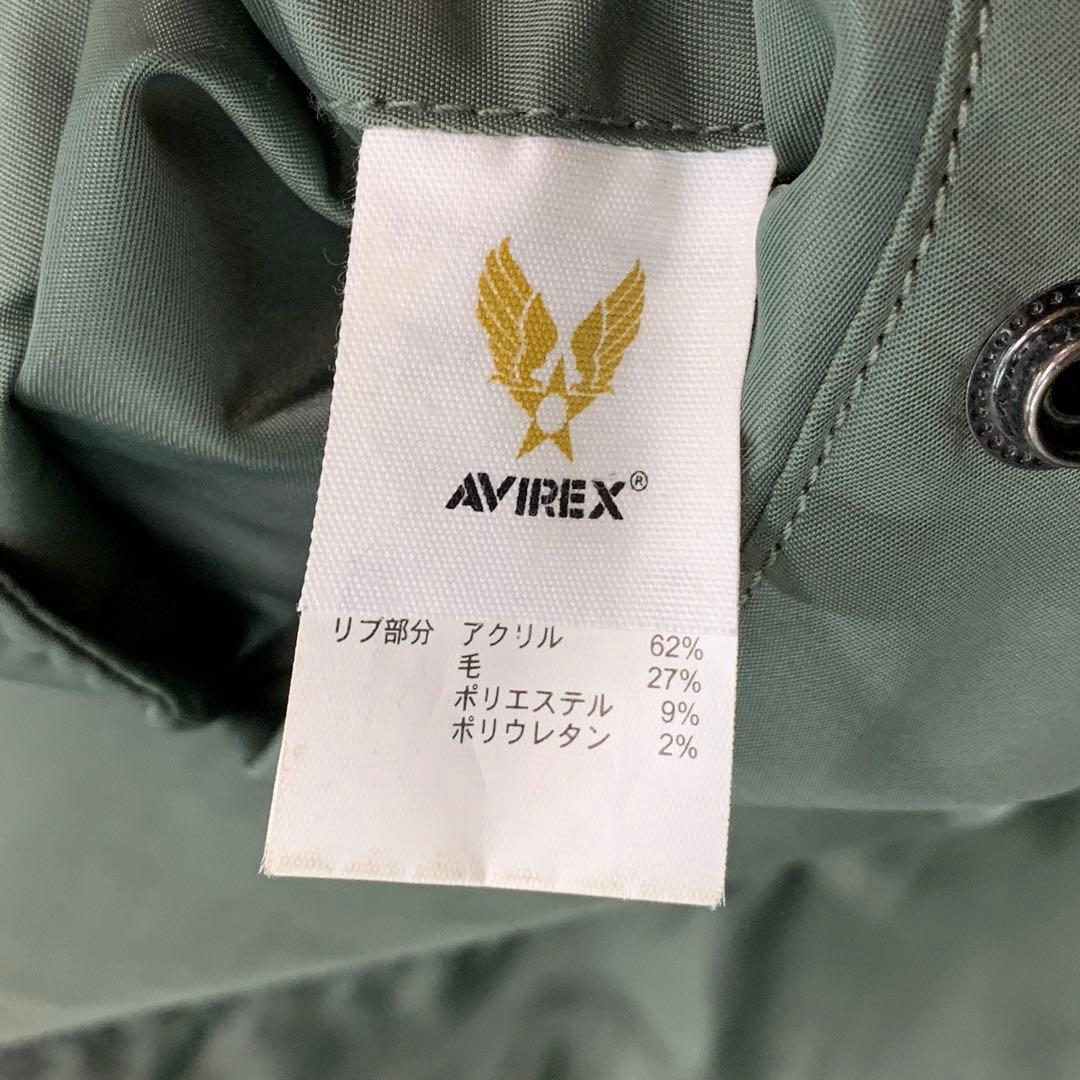 AVIREX®
リブ部分 アクリル 62%
毛 27%
ポリエステル 9%
ポリウレタン 2%